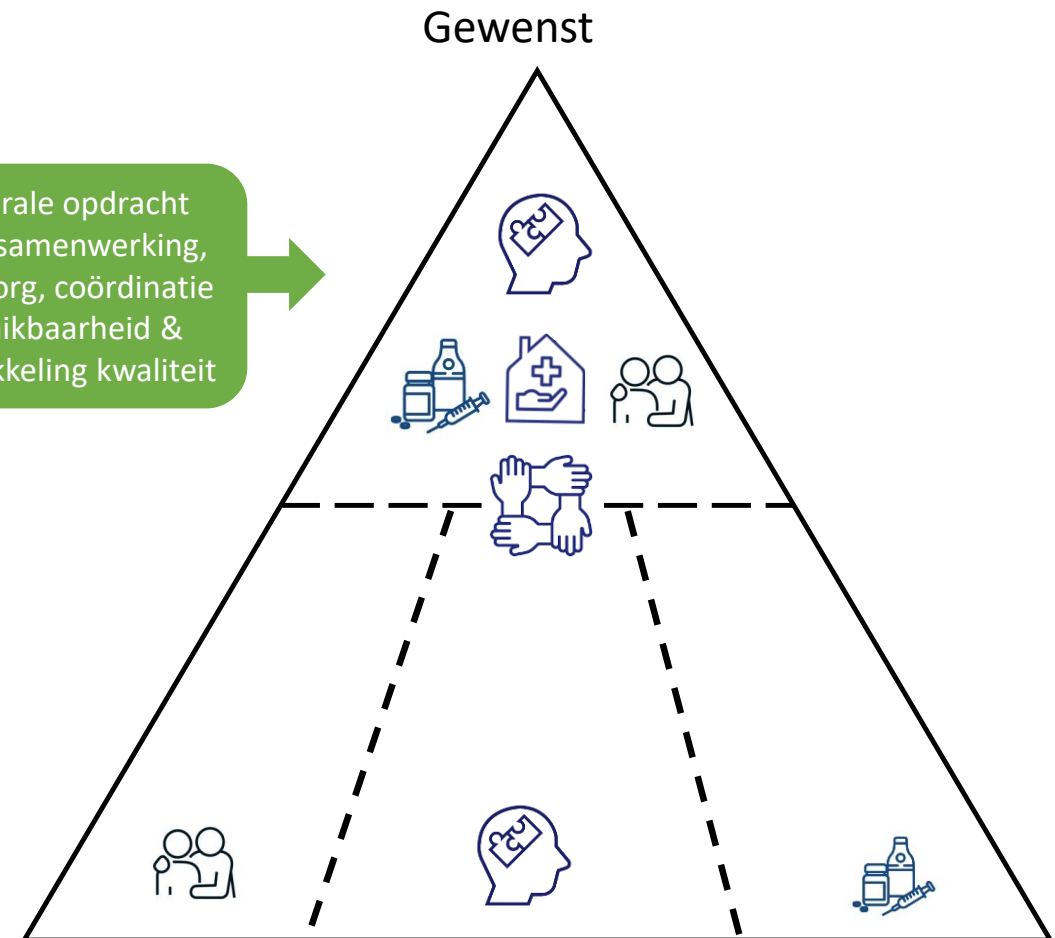 Gewenst
rale opdracht
samenwerking,
org, coördinatie
ikbaarheid &
kkeling kwaliteit